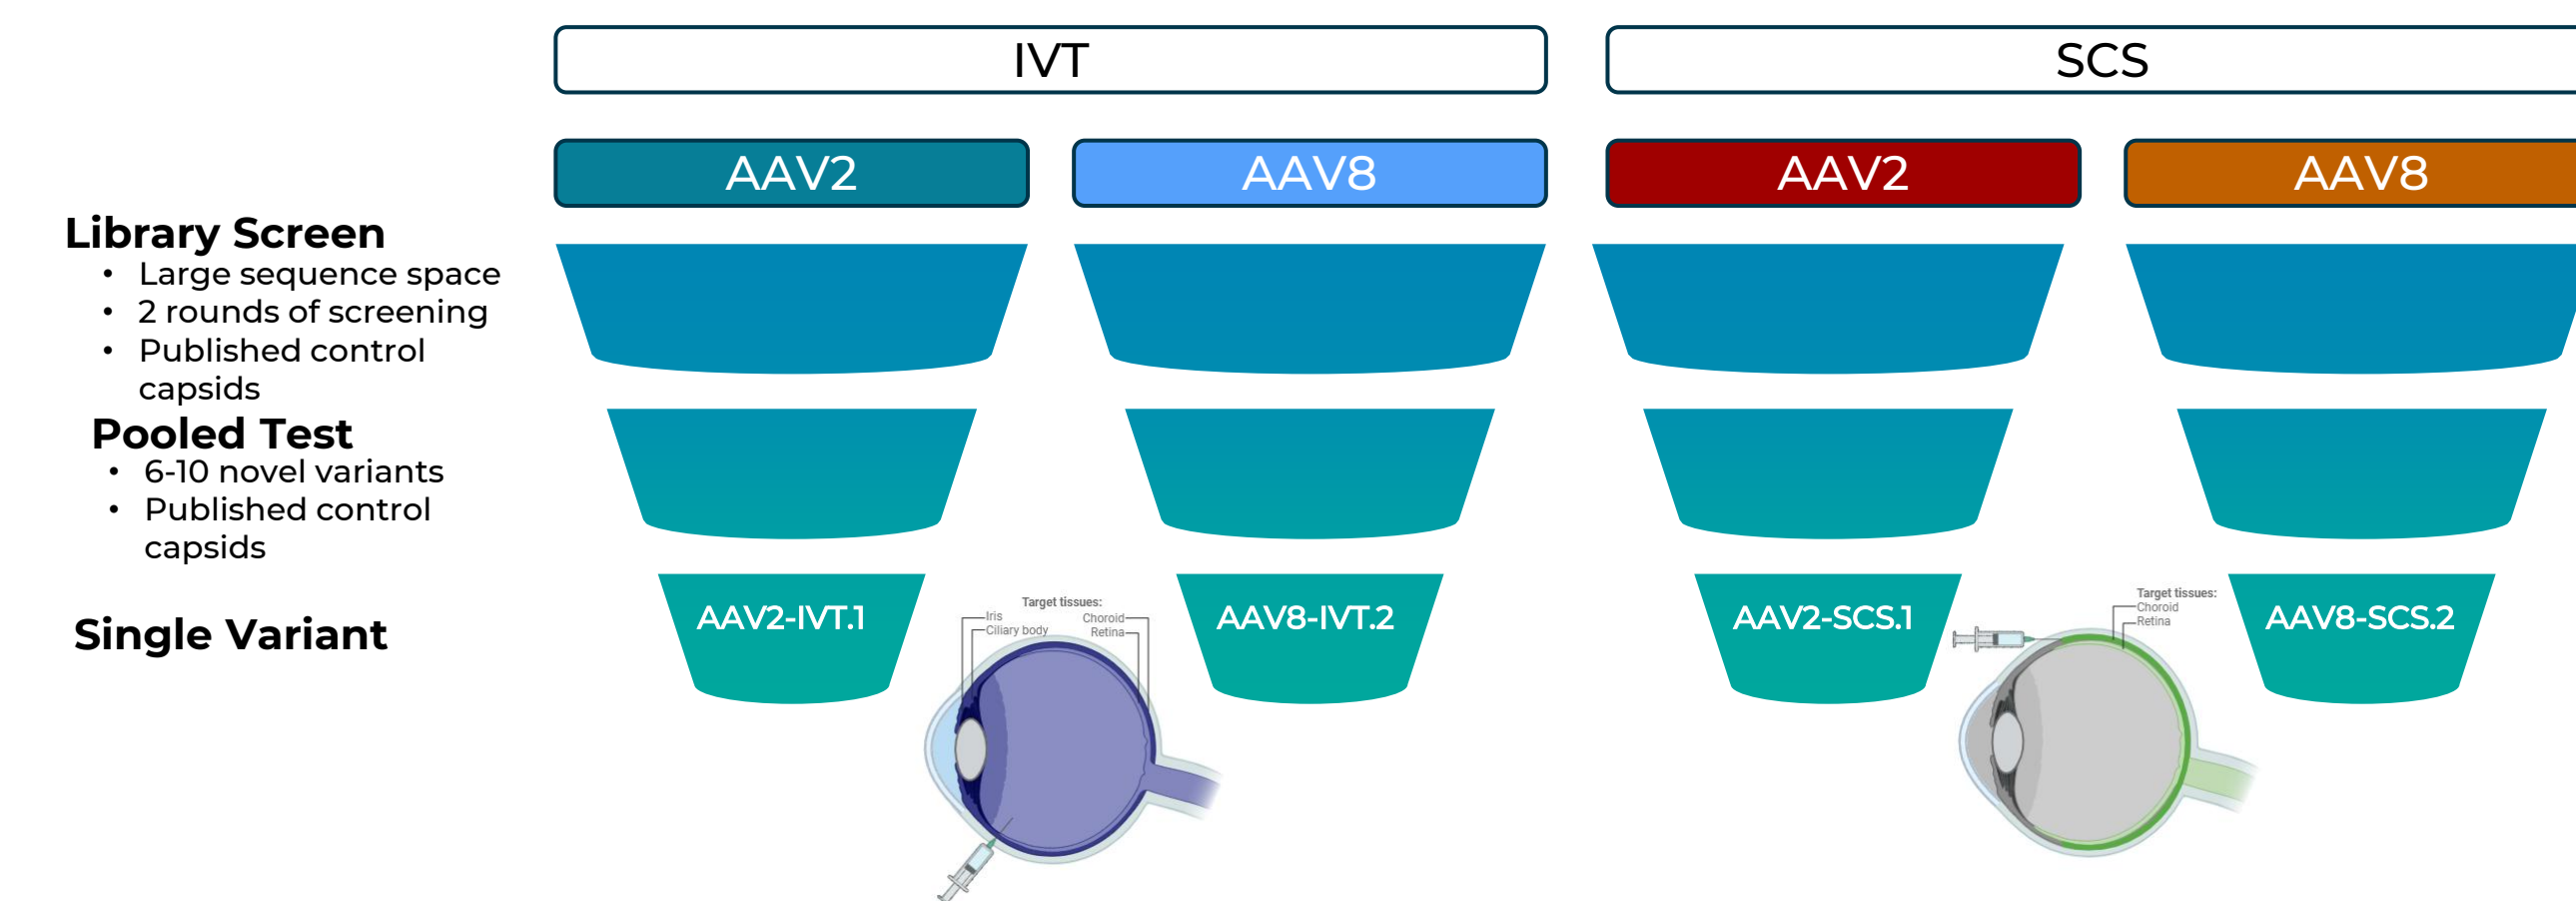 IVT
SCS
AAV2
AAV8
AAV2
AAV8
Library Screen
• Large sequence space
• 2 rounds of screening
• Published control
capsids
Pooled Test
• 6-10 novel variants
• Published control
capsids
Single Variant
AAV2-IVT.1
Target tissues:
Iris
Ciliary body
Choroid
Retina
AAV8-IVT.2
AAV2-SCS.1
Target tissues:
Choroid
Retina
AAV8-SCS.2